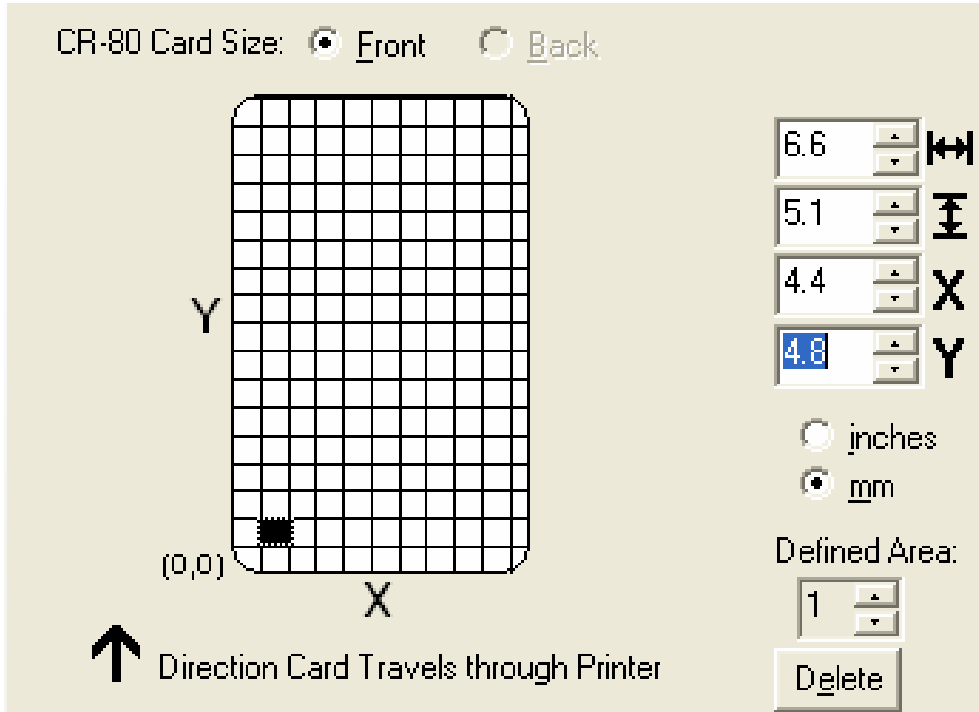 CR-80 Card Size: Front Back
6.6
5.1
4.4 X
Y 4.8 Y
inches
mm
Defined Area:
(0,0)
X 1
Direction Card Travels through Printer
Delete